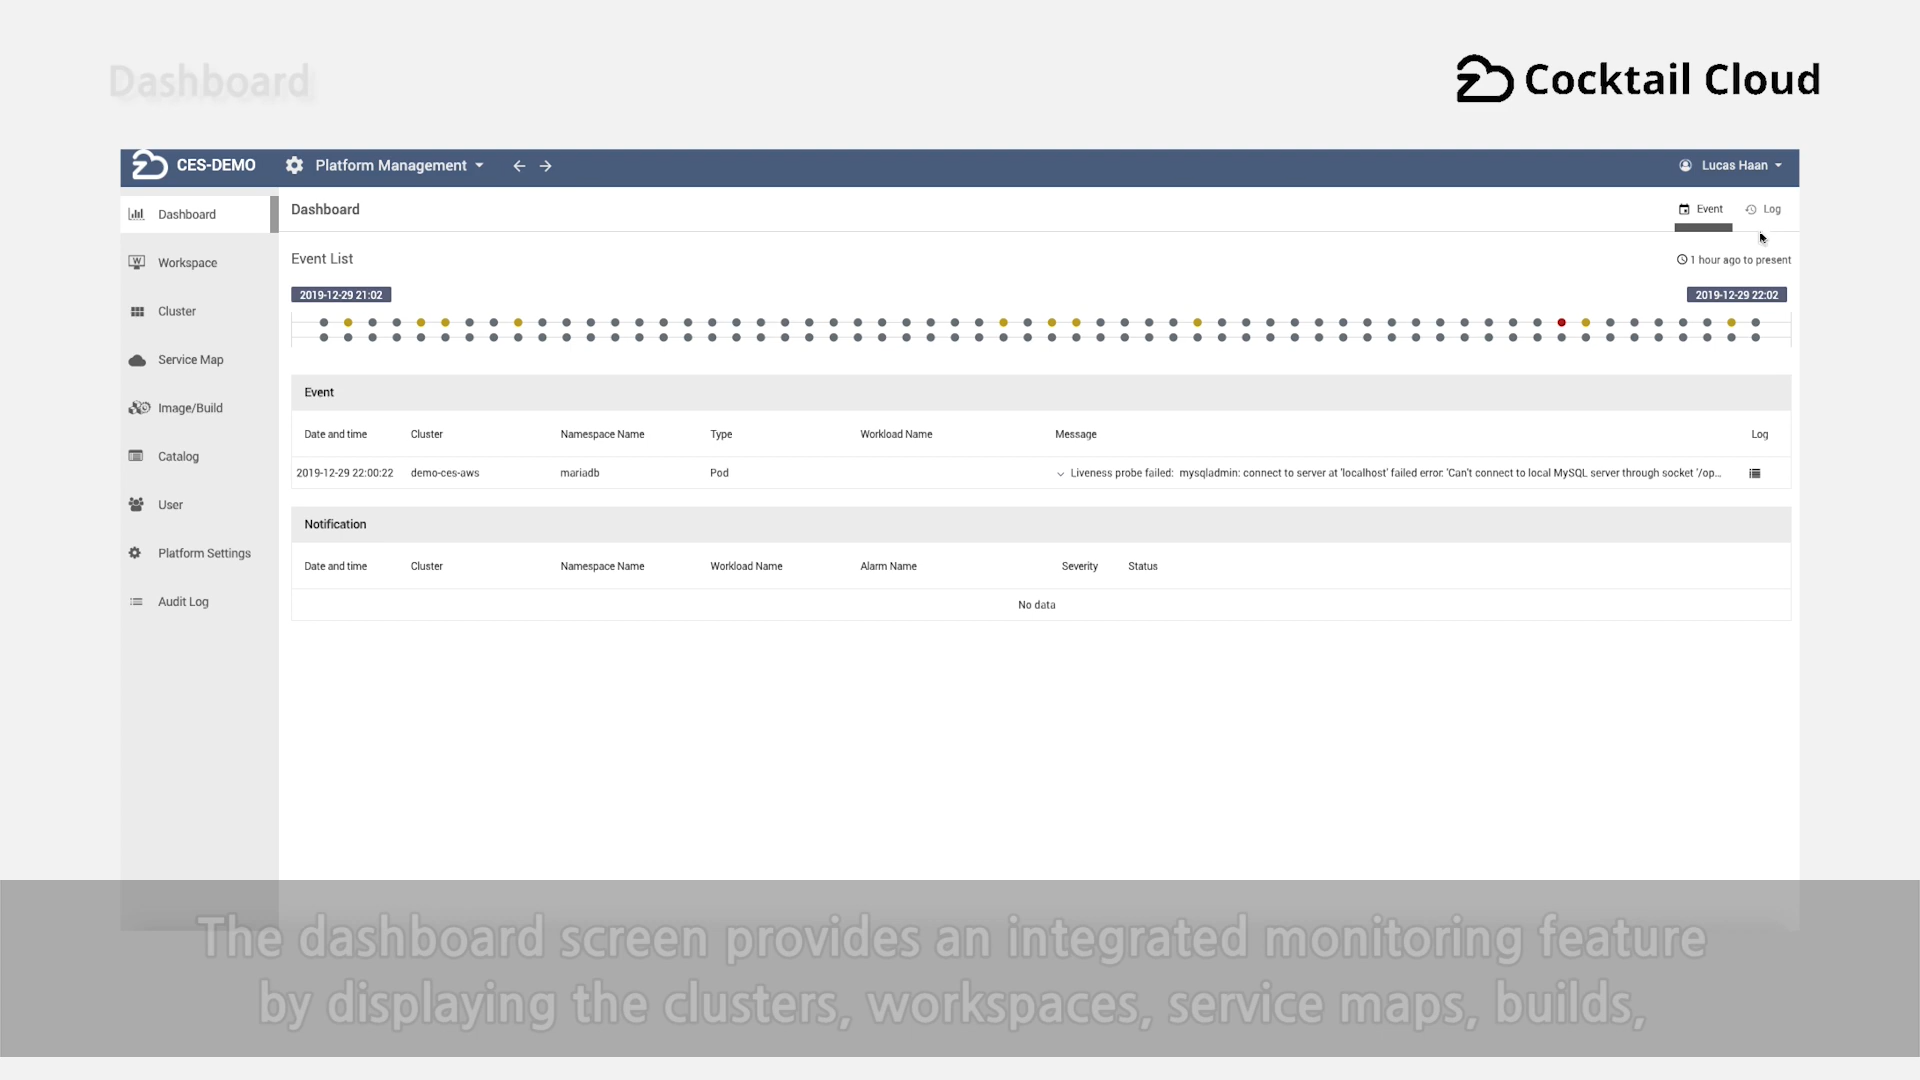 Dashboard
Cocktail Cloud
CES-DEMO Platform Management Lucas Haan
Dashboard
Workspace
Cluster
Service Map
Image/Build
Catalog
User
Platform Settings
Audit Log
Dashboard Event Log
Event List 1 hour ago to present
2019-12-29 21:02 2019-12-29 22:02
Event
Date and time Cluster Namespace Name Type Workload Name Message Log
2019-12-29 22:00:22 demo-ces-aws mariadb Pod Liveness probe failed: mysqladmin: connect to server at 'localhost' failed error: 'Can't connect to local MySQL server through socket '/op...
Notification
Date and time Cluster Namespace Name Workload Name Alarm Name Severity Status
No data
The dashboard screen provides an integrated monitoring feature
by displaying the clusters, workspaces, service maps, builds,